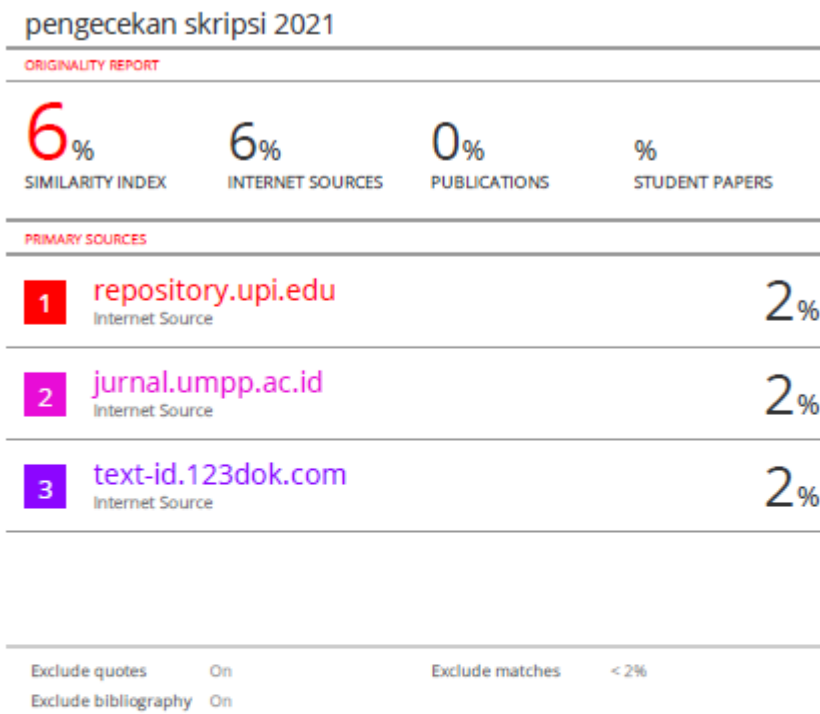 pengecekan skripsi 2021
ORIGINALITY REPORT
6% 6% 0% %
SIMILARITY INDEX INTERNET SOURCES PUBLICATIONS STUDENT PAPERS
PRIMARY SOURCES
1 repository.upi.edu 2%
Internet Source
2 jurnal.umpp.ac.id 2%
Internet Source
3 text-id.123dok.com 2%
Internet Source
Exclude quotes On Exclude matches < 2%
Exclude bibliography On